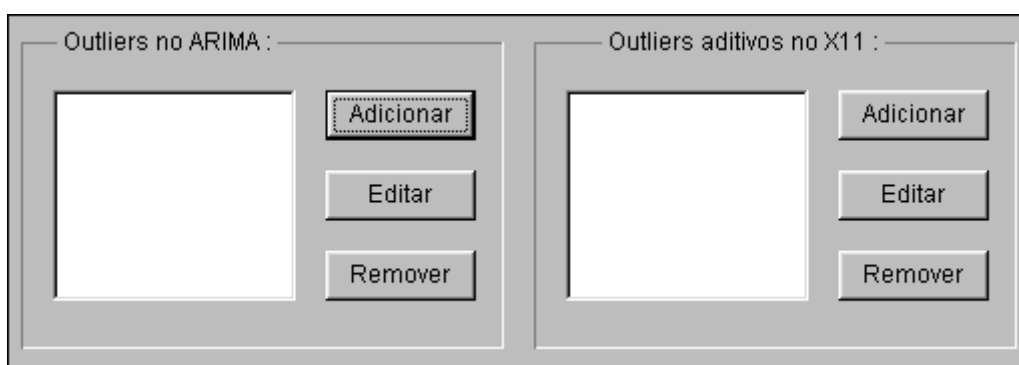 Outliers no ARIMA :
Adicionar
Editar
Remover
Outliers aditivos no X11 :
Adicionar
Editar
Remover